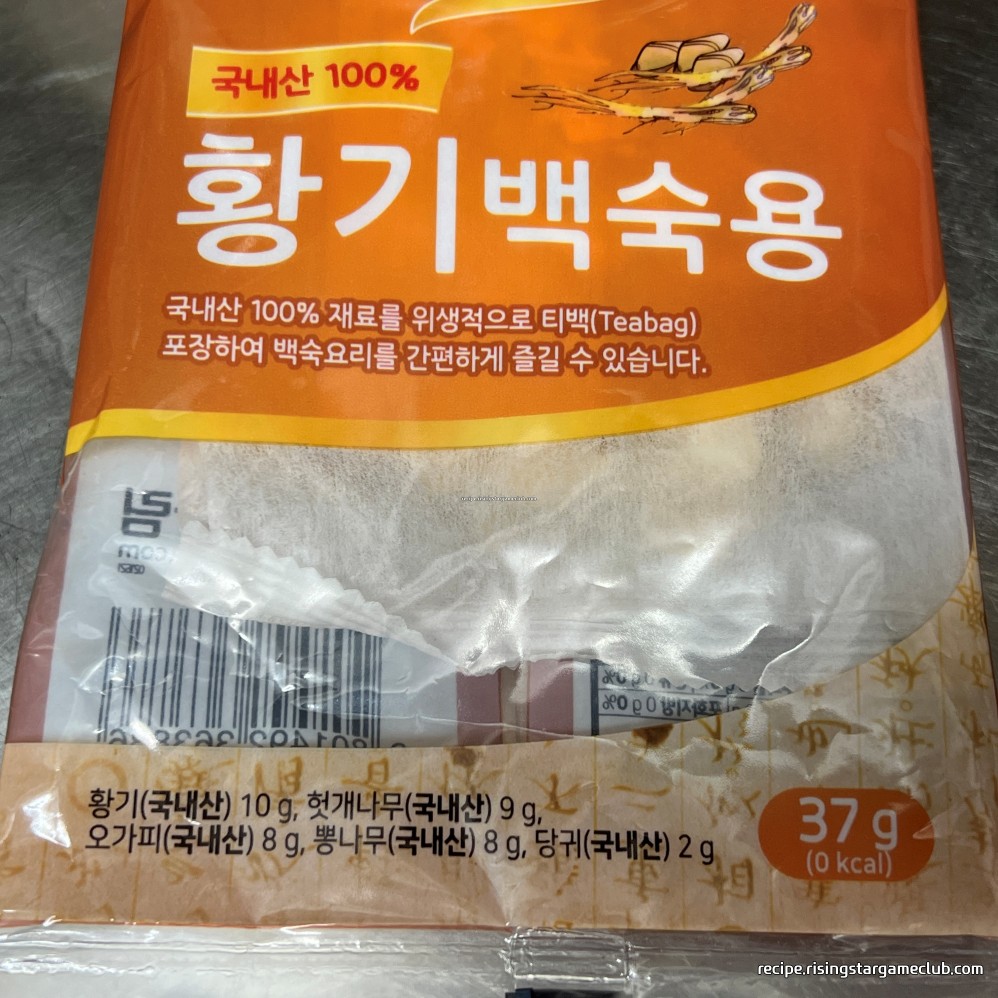 국내산 100%
황기백숙용
국내산 100% 재료를 위생적으로 티백(Teabag)
포장하여 백숙요리를 간편하게 즐길 수 있습니다.
recipe.risingstargameclub.com
황기(국내산) 10 g, 헛개나무(국내산) 9 g,
오가피(국내산) 8 g, 뽕나무(국내산) 8 g, 당귀(국내산) 2 g
37 g
(0 kcal)
recipe.risingstargameclub.com